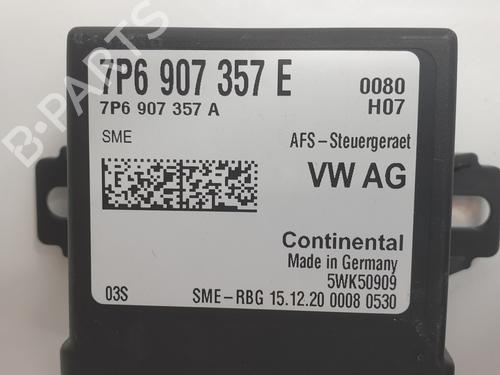 7P6 907 357 E 0080
7P6 907 357 A H07
SME AFS-Steuergeraet
VW AG
Continental
Made in Germany
5WK50909
03S SME-RBG 15.12.20 0008 0530
B-PARTS